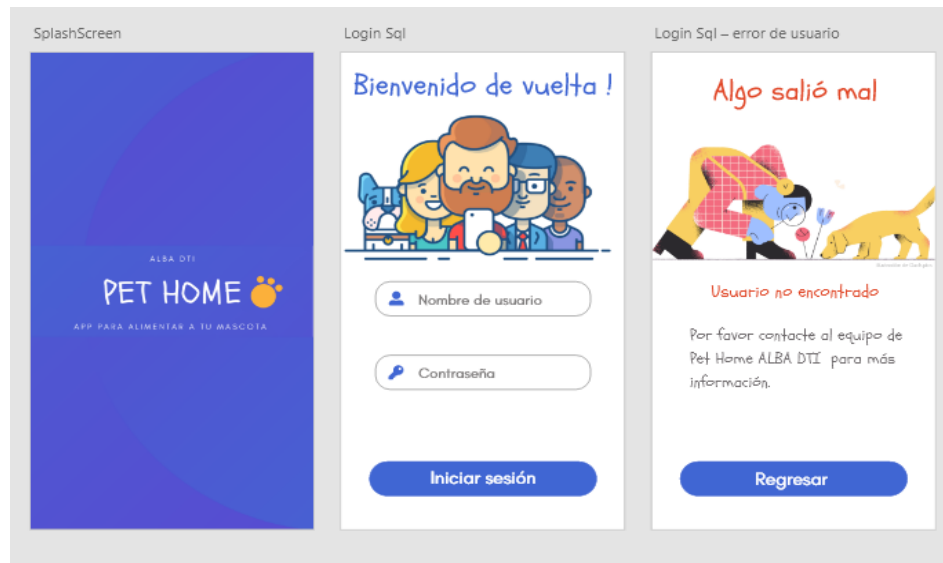 SplashScreen
ALBA DTI
PET HOME
APP PARA ALIMENTAR A TU MASCOTA
Login Sql
Bienvenido de vuelta !
Nombre de usuario
Contraseña
Iniciar sesión
Login Sql – error de usuario
Algo salió mal
Usuario no encontrado
Por favor contacte al equipo de
Pet Home ALBA DTI para más
información.
Regresar